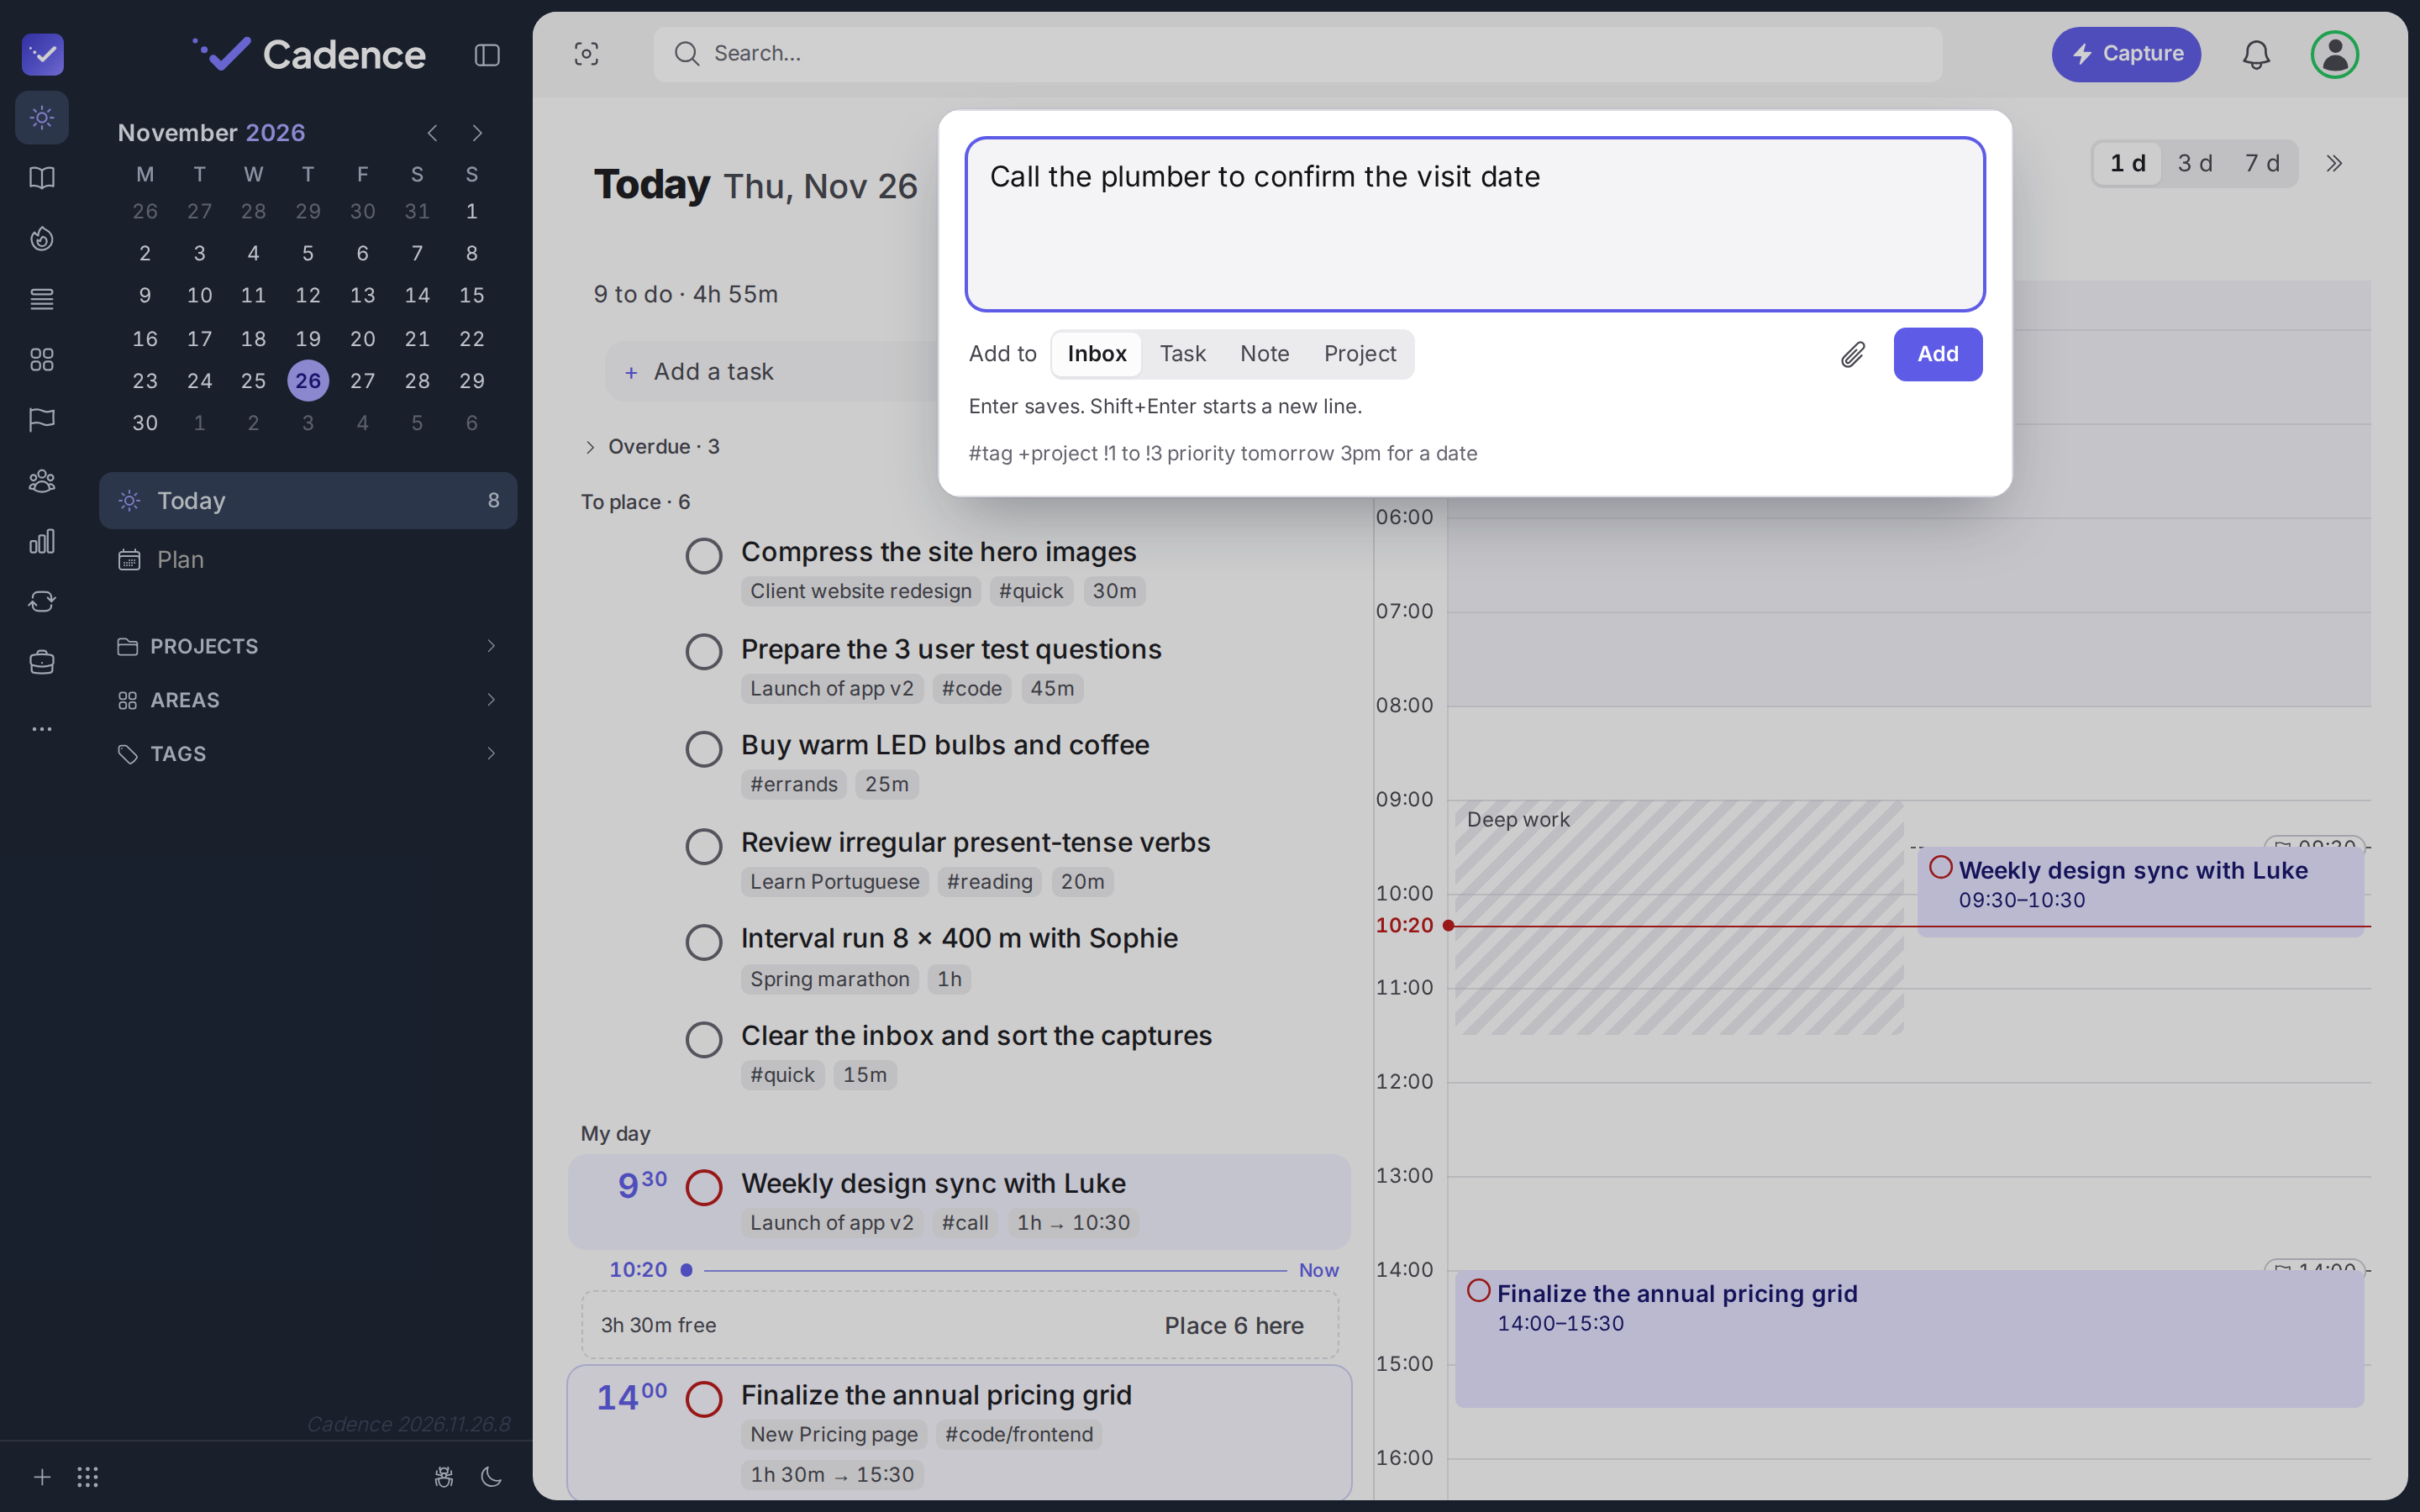 Cadence
November 2026
M T W T F S S
26 27 28 29 30 31 1
2 3 4 5 6 7 8
9 10 11 12 13 14 15
16 17 18 19 20 21 22
23 24 25 26 27 28 29
30 1 2 3 4 5 6
Today 8
Plan
PROJECTS
AREAS
TAGS
Cadence 2026.11.26.8
Search...
Capture
Today Thu, Nov 26
1 d 3 d 7 d
9 to do · 4h 55m
+ Add a task
Overdue · 3
To place · 6
Compress the site hero images
Client website redesign #quick 30m
Prepare the 3 user test questions
Launch of app v2 #code 45m
Buy warm LED bulbs and coffee
#errands 25m
Review irregular present-tense verbs
Learn Portuguese #reading 20m
Interval run 8 × 400 m with Sophie
Spring marathon 1h
Clear the inbox and sort the captures
#quick 15m
My day
9 30 Weekly design sync with Luke
Launch of app v2 #call 1h → 10:30
10:20 Now
3h 30m free Place 6 here
14 00 Finalize the annual pricing grid
New Pricing page #code/frontend
1h 30m → 15:30
Call the plumber to confirm the visit date
Add to Inbox Task Note Project Add
Enter saves. Shift+Enter starts a new line.
#tag +project !1 to !3 priority tomorrow 3pm for a date
06:00
07:00
08:00
09:00
Deep work
09:30
Weekly design sync with Luke
09:30–10:30
10:00
10:20
11:00
12:00
13:00
14:00
14:00
Finalize the annual pricing grid
14:00–15:30
15:00
16:00